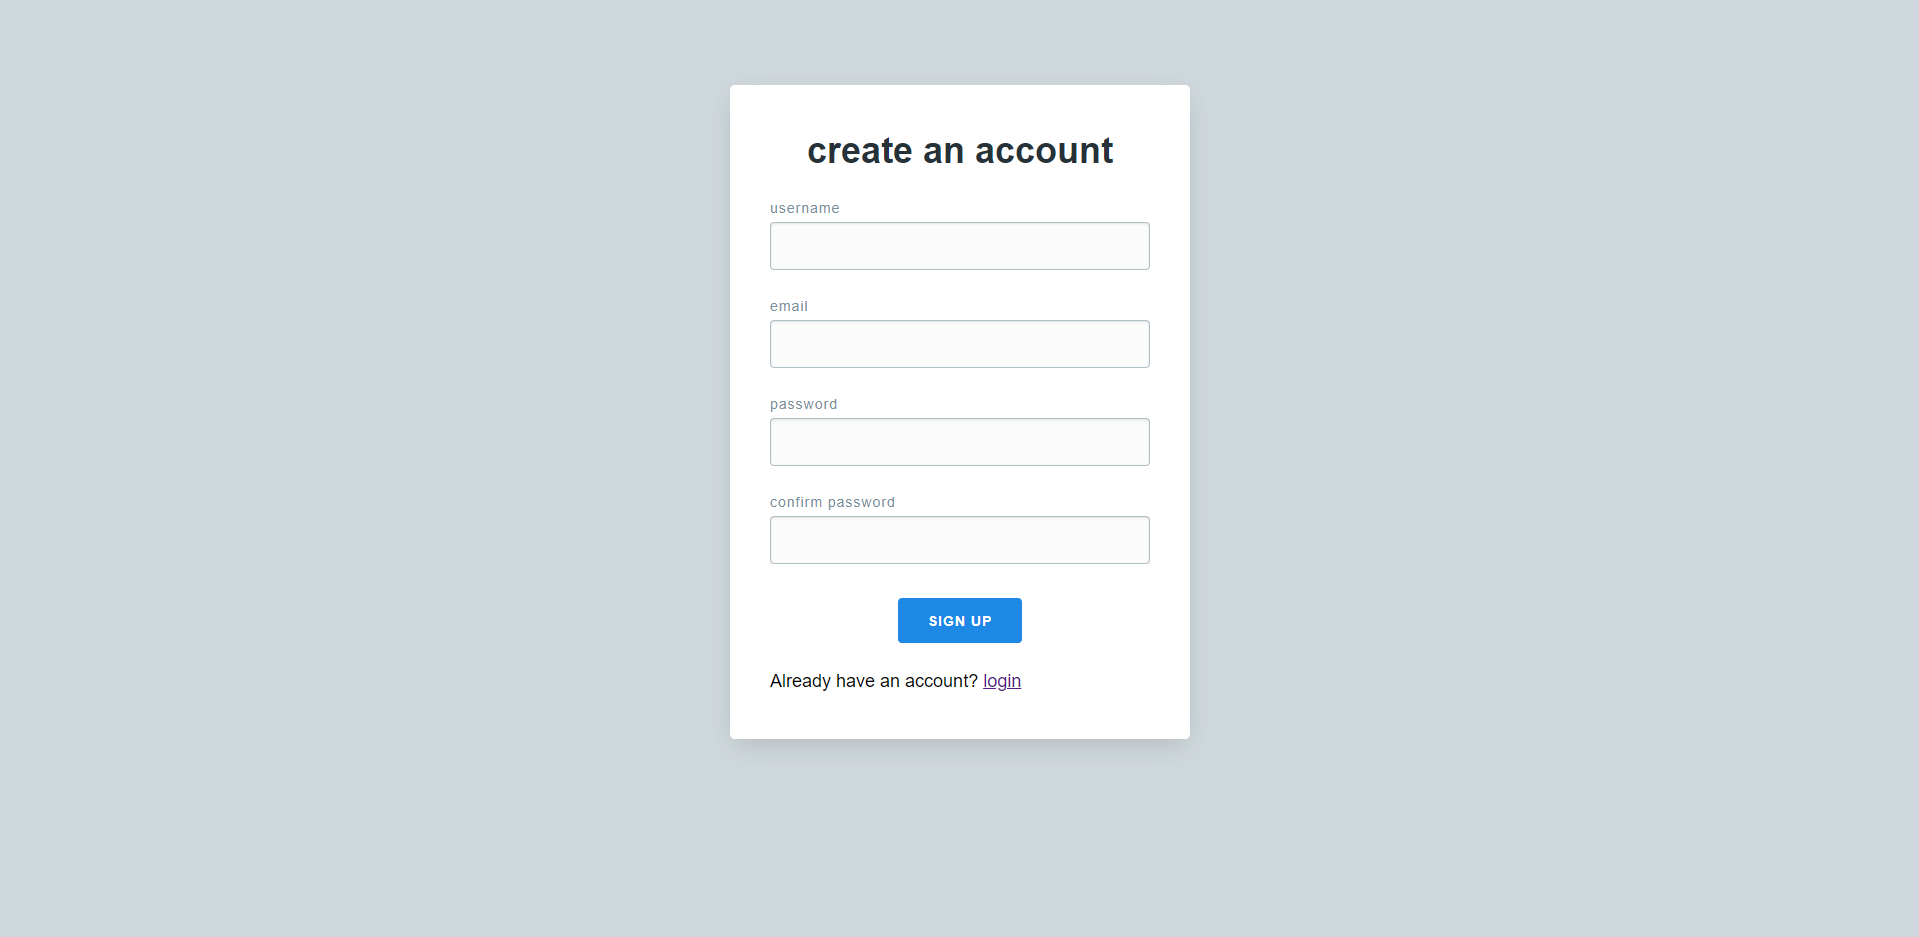 create an account
username
email
password
confirm password
SIGN UP
Already have an account? login